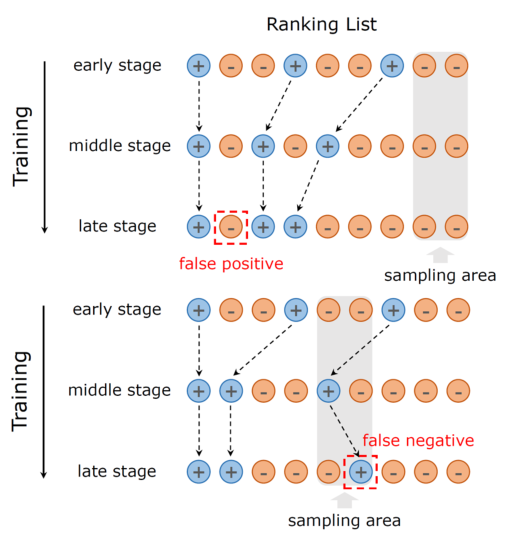 Ranking List
early stage + - - + - - + - -
middle stage + - + - + - - - -
late stage + - + + - - - - -
Training
false positive
sampling area
early stage + - - + - - + - -
middle stage + + - - + - - - -
false negative
late stage + + - - - + - - -
Training
sampling area